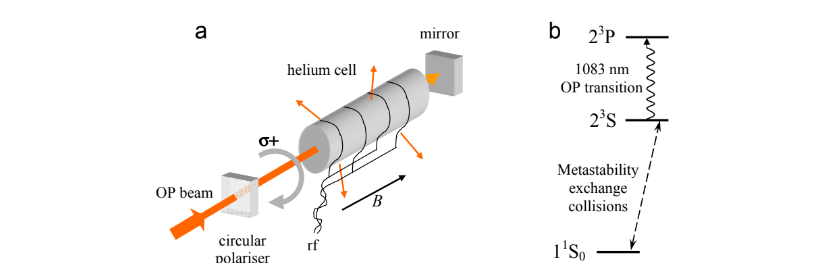 a
mirror
helium cell
σ+
OP beam
B
circular
polariser
rf
b
2³P
1083 nm
OP transition
2³S
Metastability
exchange
collisions
1¹S₀